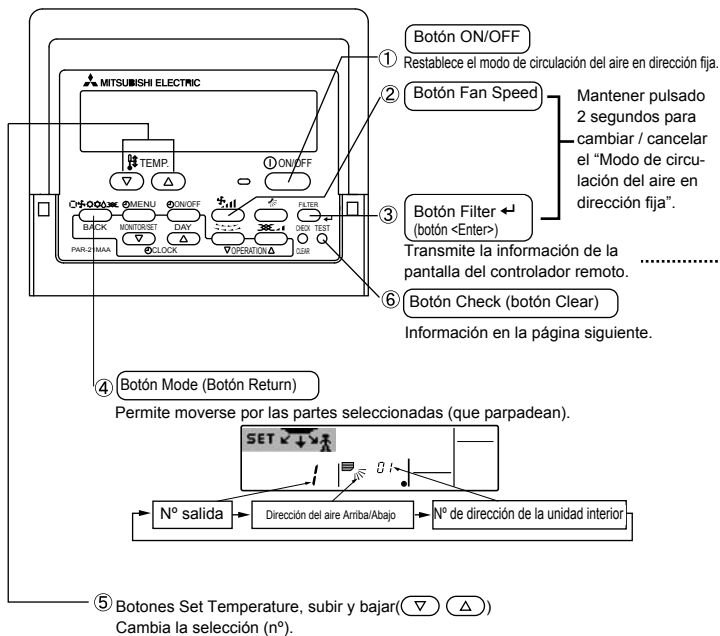 Botón ON/OFF
① Restablece el modo de circulación del aire en dirección fija.
MITSUBISHI ELECTRIC
② Botón Fan Speed
Mantener pulsado
2 segundos para
cambiar / cancelar
el “Modo de circu-
lación del aire en
dirección fija”.
TEMP.
ON/OFF
▽ △
MENU ON/OFF FILTER
BACK MONITOR/SET DAY CHECK TEST
▽ △
PAR-21MAA CLOCK ▽OPERATION△ CLEAR
③ Botón Filter ↵
(botón <Enter>)
Transmite la información de la
pantalla del controlador remoto.
⑥ Botón Check (botón Clear)
Información en la página siguiente.
④ Botón Mode (Botón Return)
Permite moverse por las partes seleccionadas (que parpadean).
SET
1 01
Nº salida
Dirección del aire Arriba/Abajo
Nº de dirección de la unidad interior
⑤ Botones Set Temperature, subir y bajar(▽ △)
Cambia la selección (nº).